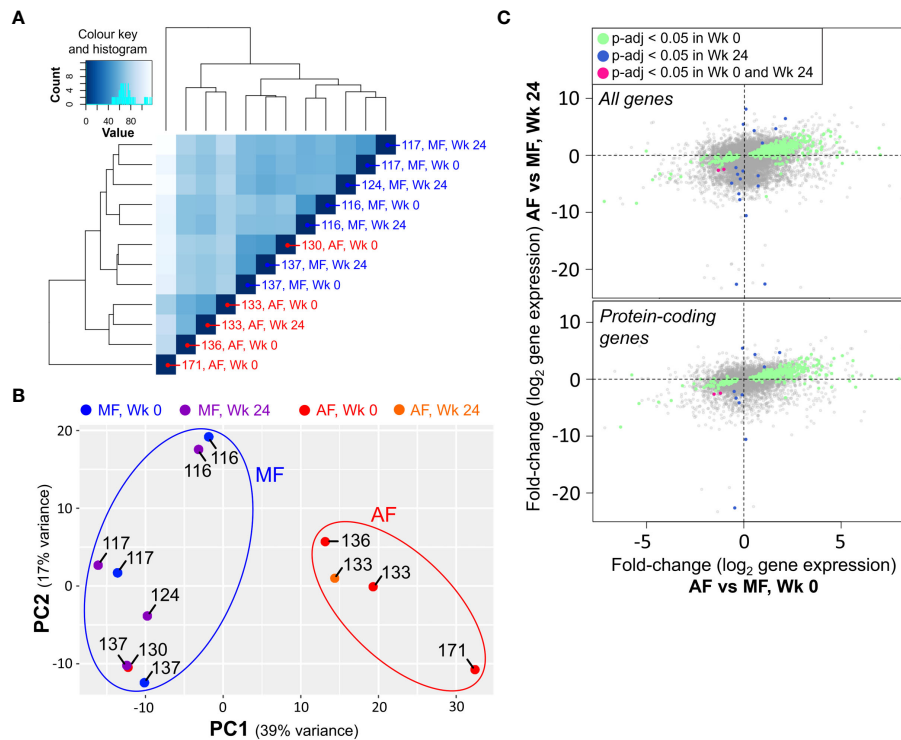 A
Colour key
and histogram
Count
0 4 8
0 40 80
Value
117, MF, Wk 24
117, MF, Wk 0
124, MF, Wk 24
116, MF, Wk 0
116, MF, Wk 24
130, AF, Wk 0
137, MF, Wk 24
137, MF, Wk 0
133, AF, Wk 0
133, AF, Wk 24
136, AF, Wk 0
171, AF, Wk 0
B
MF, Wk 0 MF, Wk 24 AF, Wk 0 AF, Wk 24
20
10
0
-10
PC2 (17% variance)
116
116
MF
117
117
124
137
130
137
AF
136
133
133
171
-10 0 10 20 30
PC1 (39% variance)
C
p-adj < 0.05 in Wk 0
p-adj < 0.05 in Wk 24
p-adj < 0.05 in Wk 0 and Wk 24
All genes
10
0
-10
-20
Protein-coding
genes
10
0
-10
-20
Fold-change (log2 gene expression) AF vs MF, Wk 24
-5 0 5
Fold-change (log2 gene expression)
AF vs MF, Wk 0